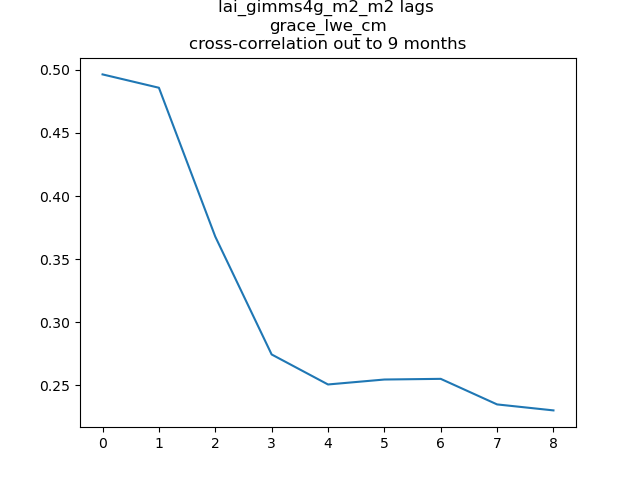 lai_gimms4g_m2_m2 lags
grace_lwe_cm
cross-correlation out to 9 months
0.50
0.45
0.40
0.35
0.30
0.25
0 1 2 3 4 5 6 7 8